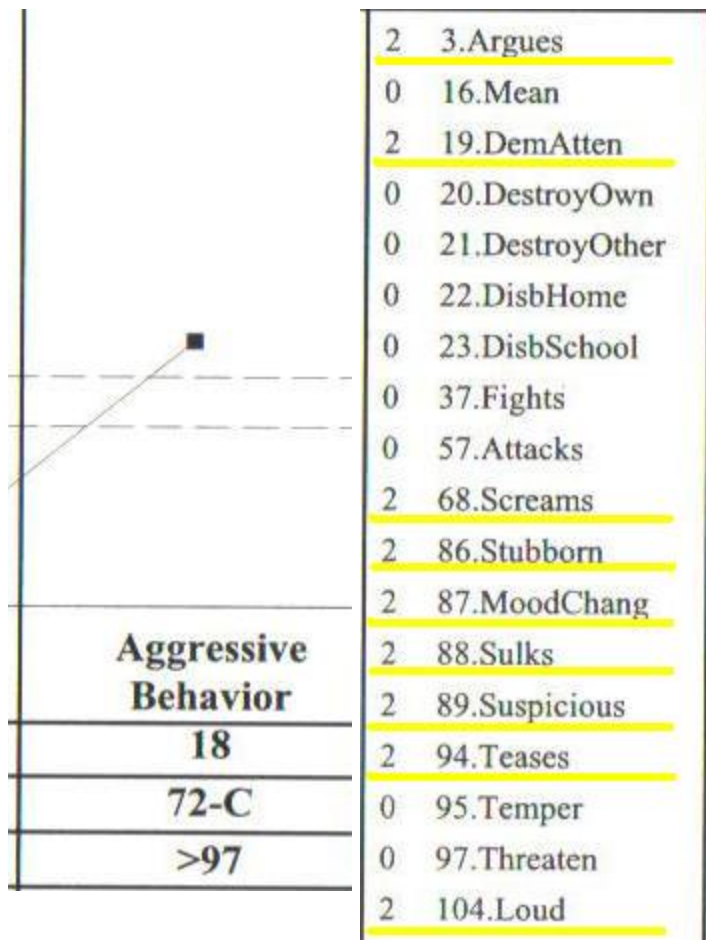 Aggressive
Behavior
18
72-C
>97
2 3.Argues
0 16.Mean
2 19.DemAtten
0 20.DestroyOwn
0 21.DestroyOther
0 22.DisbHome
0 23.DisbSchool
0 37.Fights
0 57.Attacks
2 68.Screams
2 86.Stubborn
2 87.MoodChang
2 88.Sulks
2 89.Suspicious
2 94.Teases
0 95.Temper
0 97.Threaten
2 104.Loud